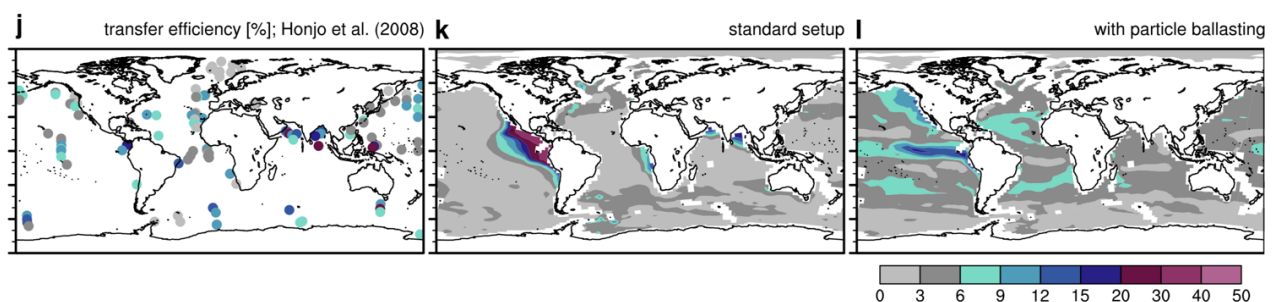 j transfer efficiency [%]; Honjo et al. (2008)
k standard setup
l with particle ballasting
0 3 6 9 12 15 20 30 40 50